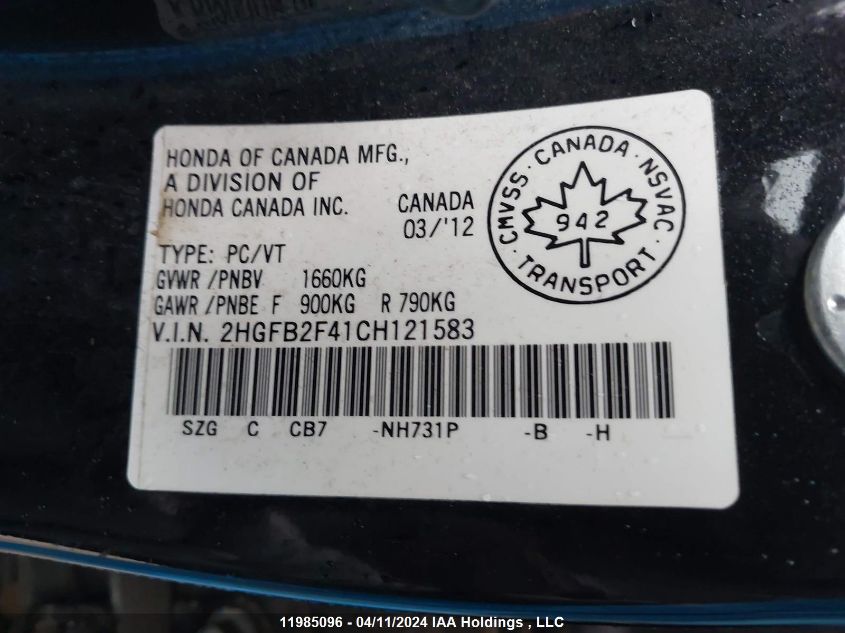 HONDA OF CANADA MFG.,
A DIVISION OF
HONDA CANADA INC.
CANADA
03/'12
TYPE: PC/VT
GVWR /PNBV 1660KG
GAWR /PNBE F 900KG R 790KG
V.I.N. 2HGFB2F41CH121583
SZG C CB7 -NH731P -B -H
CMVSS · CANADA · NSVAC · TRANSPORT ·
942
11985096 - 04/11/2024 IAA Holdings , LLC